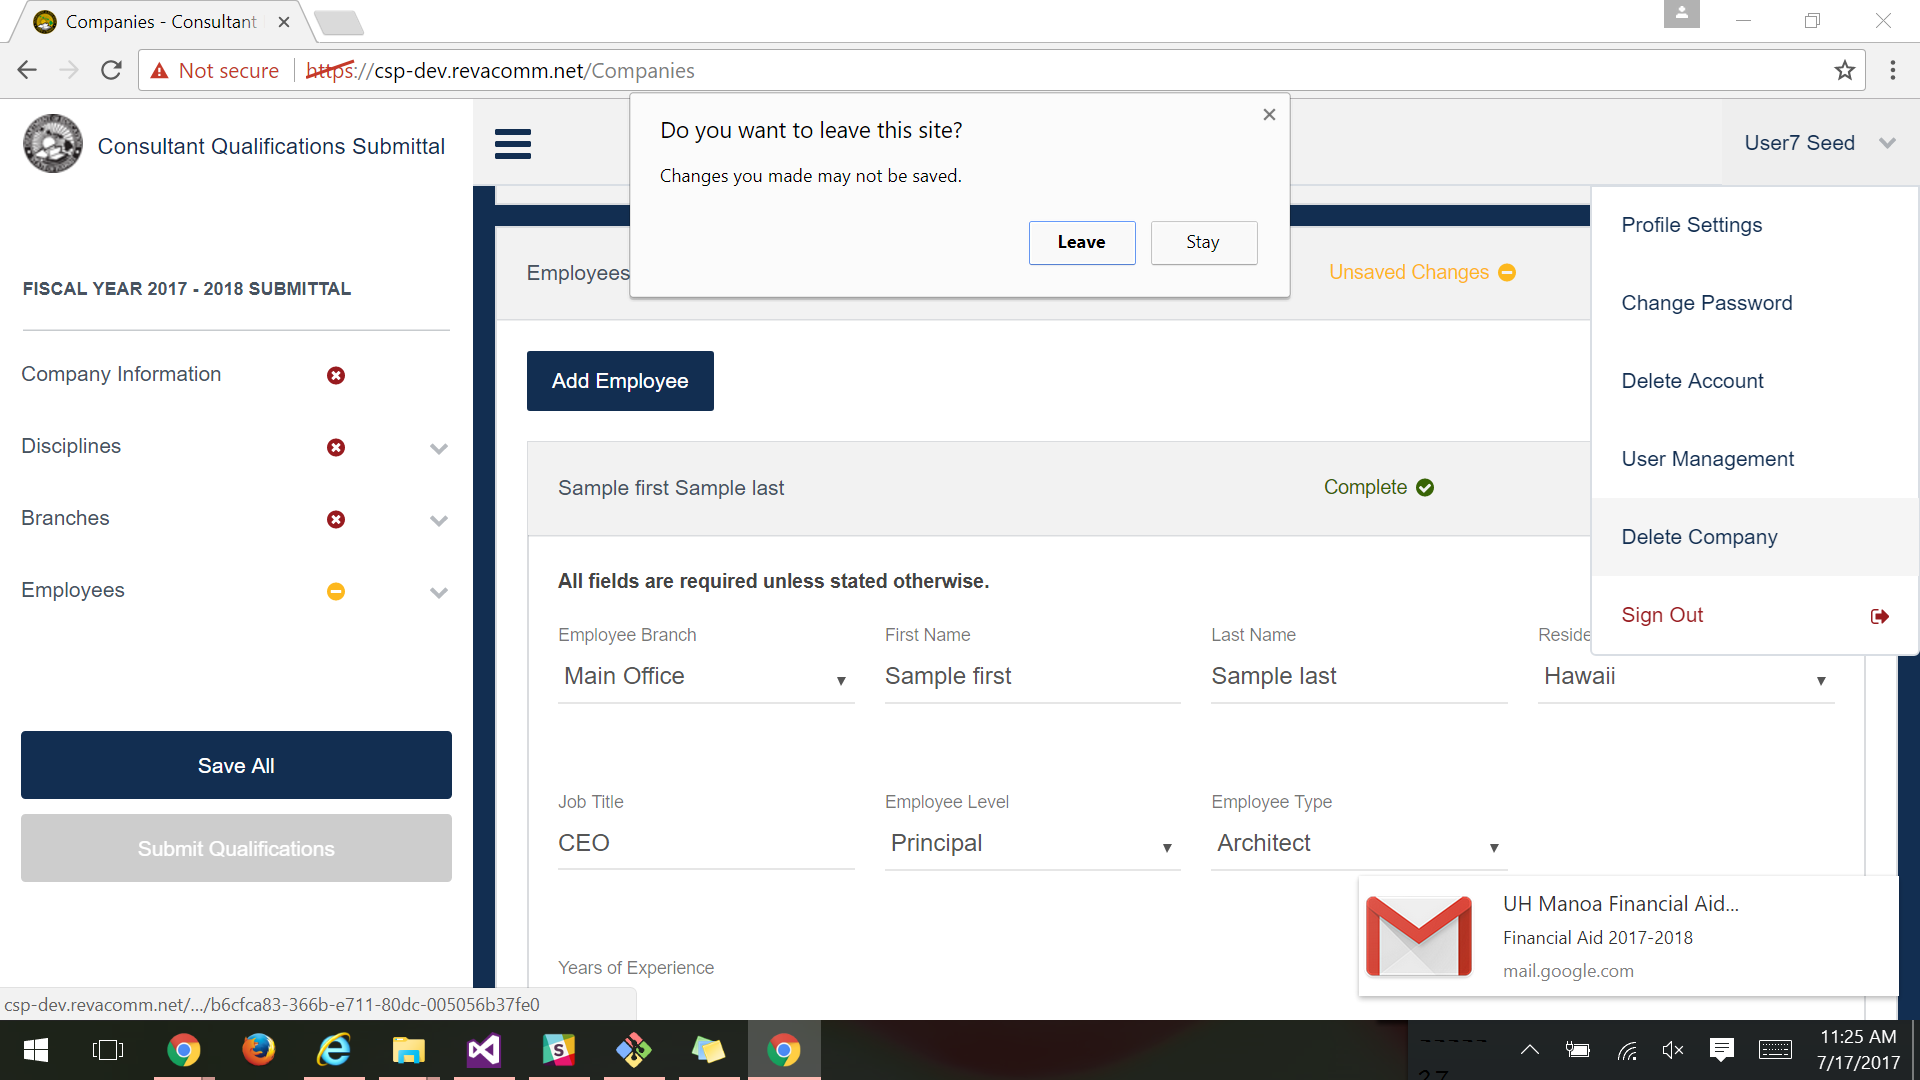 Companies - Consultant
Not secure
https://csp-dev.revacomm.net/Companies
Consultant Qualifications Submittal
FISCAL YEAR 2017 - 2018 SUBMITTAL
Company Information
Disciplines
Branches
Employees
Save All
Submit Qualifications
Do you want to leave this site?
Changes you made may not be saved.
Leave
Stay
User7 Seed
Profile Settings
Change Password
Delete Account
User Management
Delete Company
Sign Out
Employees
Unsaved Changes
Add Employee
Sample first Sample last
Complete
All fields are required unless stated otherwise.
Employee Branch
First Name
Last Name
Reside
Main Office
Sample first
Sample last
Hawaii
Job Title
Employee Level
Employee Type
CEO
Principal
Architect
Years of Experience
UH Manoa Financial Aid...
Financial Aid 2017-2018
mail.google.com
csp-dev.revacomm.net/.../b6cfca83-366b-e711-80dc-005056b37fe0
11:25 AM
7/17/2017